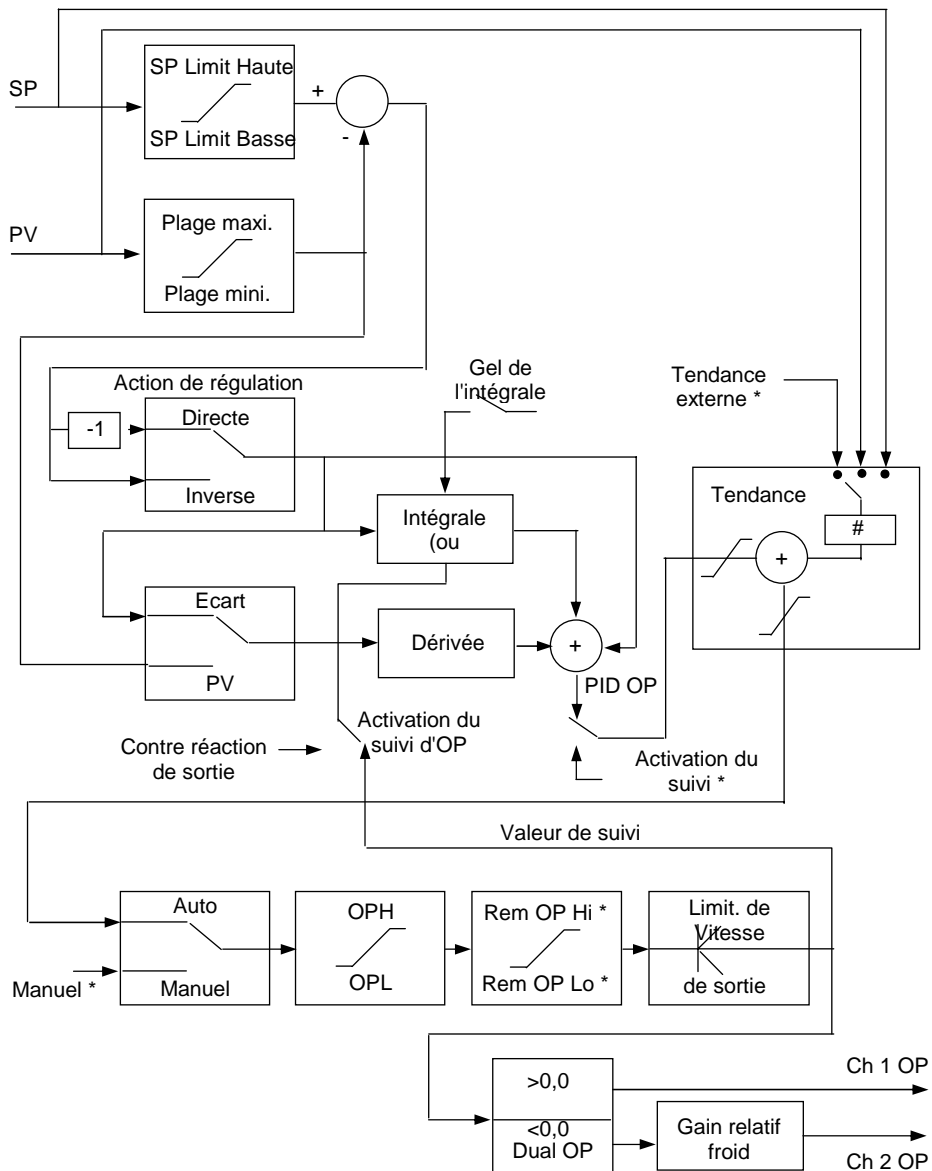 SP Limit Haute
SP
+
SP Limit Basse
-
PV
Plage maxi.
Plage mini.
Gel de
l'intégrale
Tendance
externe *
Action de régulation
Directe
-1
Inverse
Tendance
#
Intégrale
(ou
+
Ecart
Dérivée
+
PV
PID OP
Activation du
suivi d'OP
Contre réaction
de sortie
Activation du
suivi *
Valeur de suivi
Auto
Manuel *
Manuel
OPH
OPL
Rem OP Hi *
Rem OP Lo *
Limit. de
Vitesse
de sortie
>0,0
<0,0
Dual OP
Ch 1 OP
Gain relatif
froid
Ch 2 OP